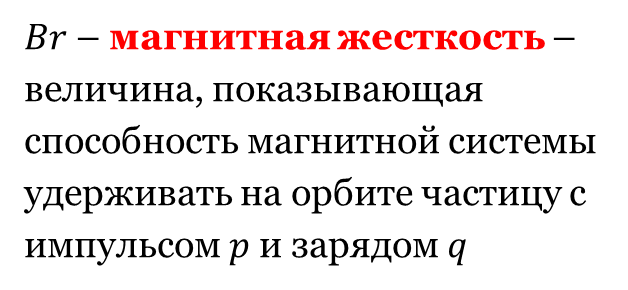 Br – магнитная жесткость –
величина, показывающая
способность магнитной системы
удерживать на орбите частицу с
импульсом p и зарядом q